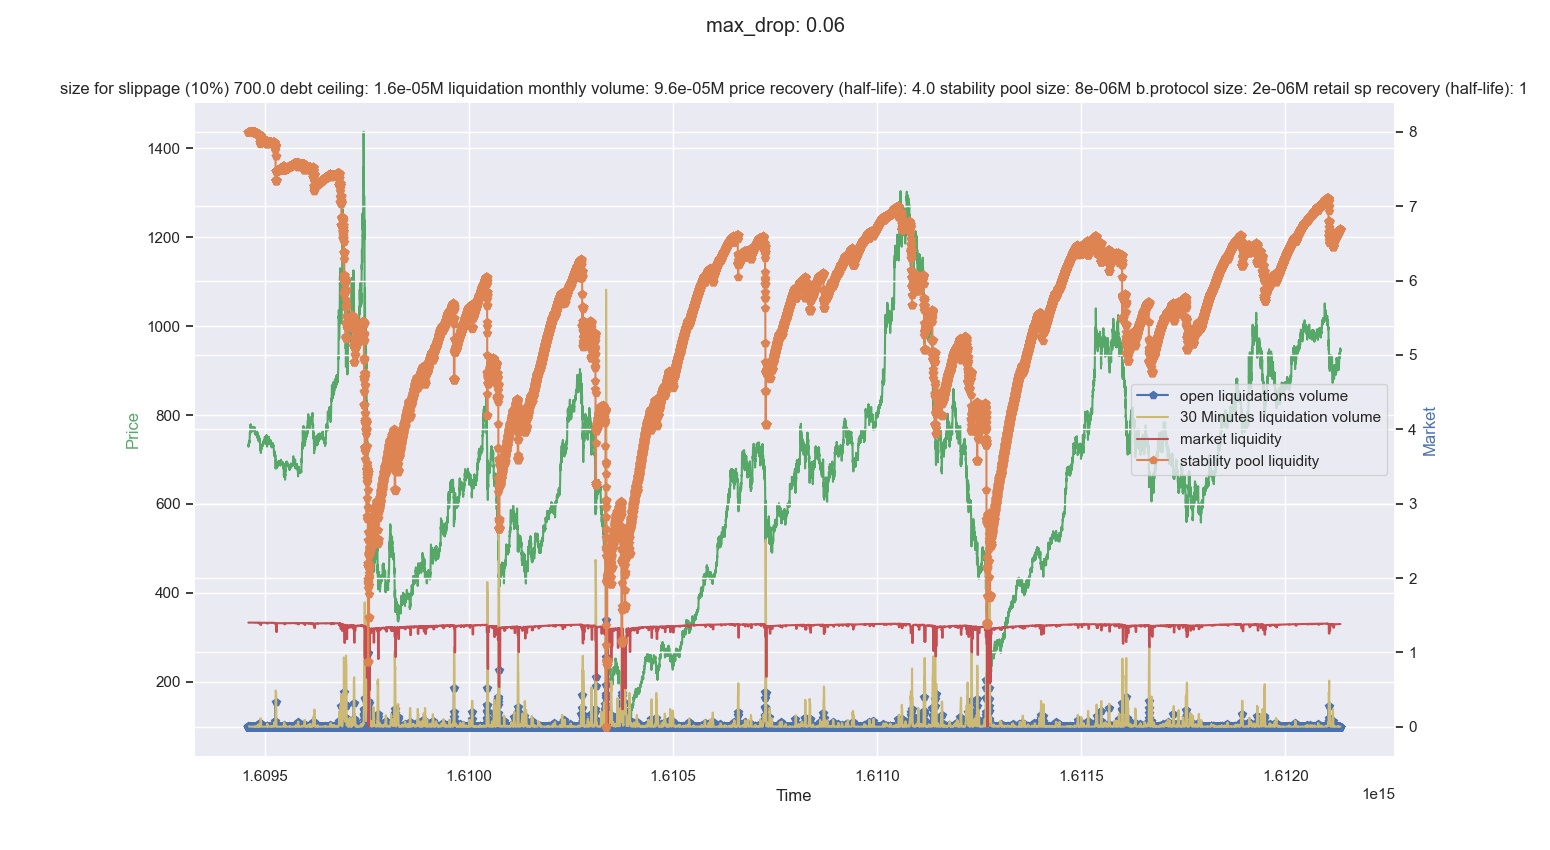 max_drop: 0.06
size for slippage (10%) 700.0 debt ceiling: 1.6e-05M liquidation monthly volume: 9.6e-05M price recovery (half-life): 4.0 stability pool size: 8e-06M b.protocol size: 2e-06M retail sp recovery (half-life): 1
1400
1200
1000
800
600
400
200
Price
8
7
6
5
4
3
2
1
0
Market
open liquidations volume
30 Minutes liquidation volume
market liquidity
stability pool liquidity
1.6095
1.6100
1.6105
1.6110
1.6115
1.6120
1e15
Time